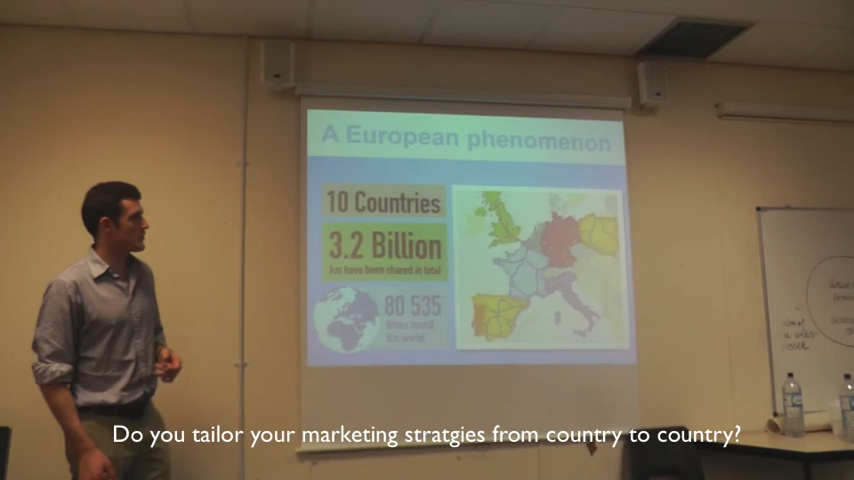 A European phenomenon
10 Countries
3.2 Billion
km have been shared in total
80 535
times round
the world
Do you tailor your marketing stratgies from country to country?